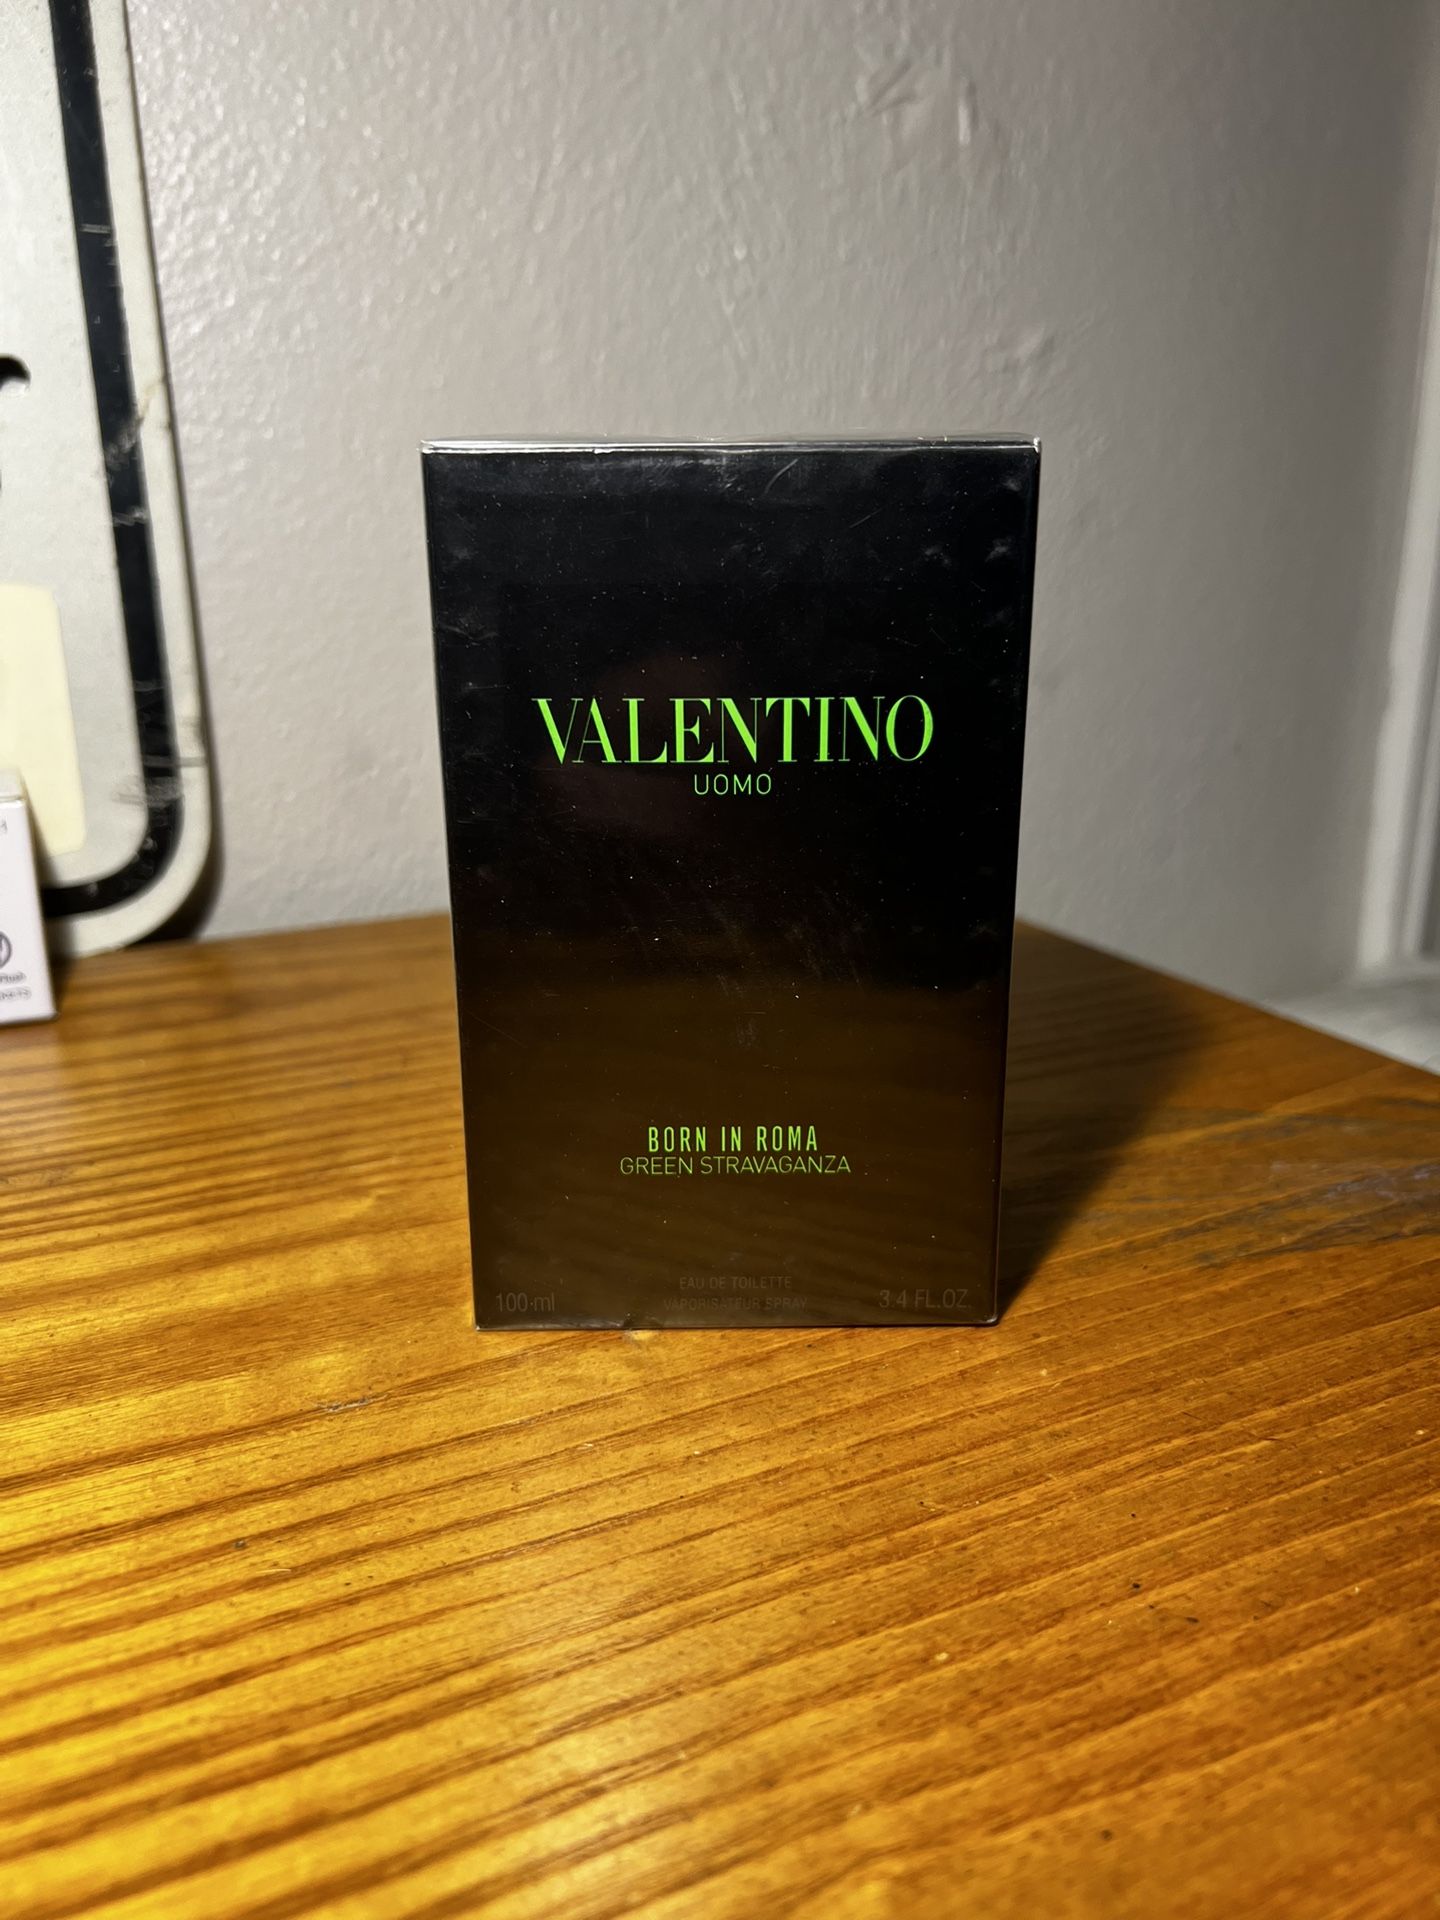 VALENTINO
UOMO
BORN IN ROMA
GREEN STRAVAGANZA
EAU DE TOILETTE
100 ml VAPORISATEUR SPRAY 3.4 FL.OZ.